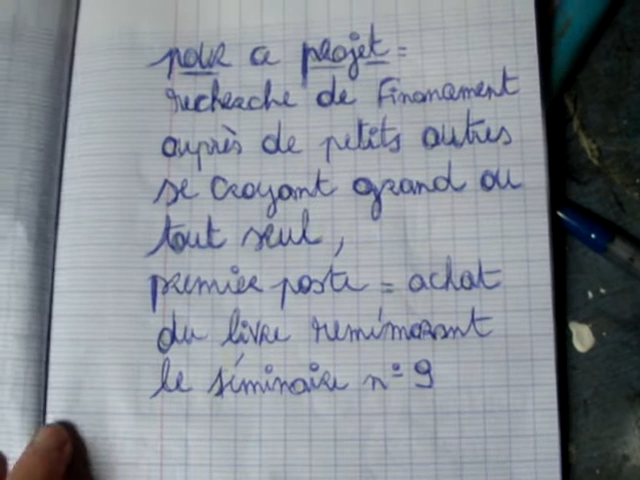 pour ce projet =
recherche de financement
auprès de petits autres
se croyant grand ou
tout seul,
premier poste = achat
du livre remémorant
le séminaire n° 9